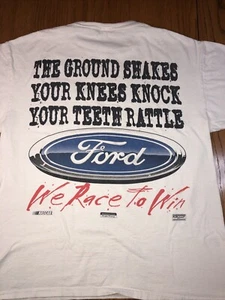 THE GROUND SHAKES
YOUR KNEES KNOCK
YOUR TEETH RATTLE
Ford
We Race To Win